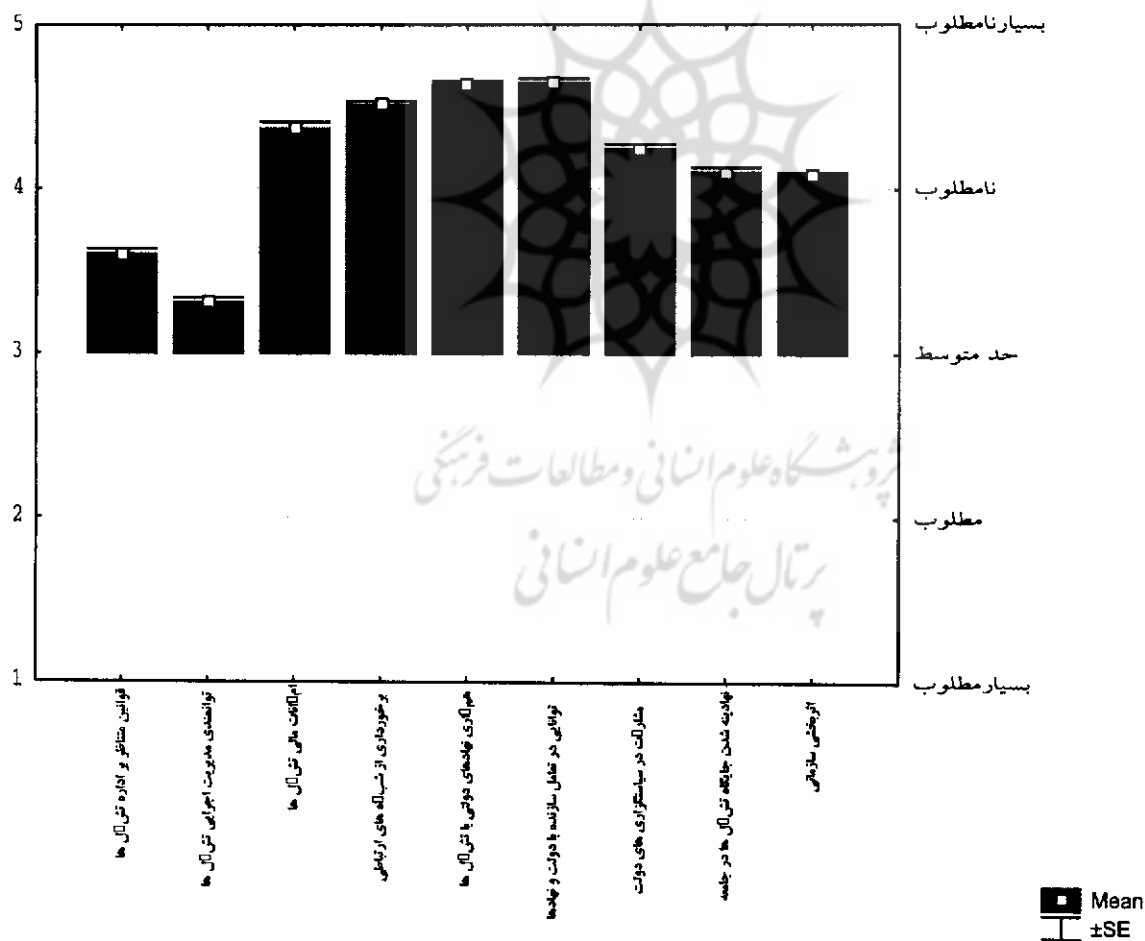 5
4
3
2
1
بسیارنامطلوب
نامطلوب
حد متوسط
مطلوب
بسیارمطلوب
پژوهشگاه علوم انسانی و مطالعات فرهنگی
پرتال جامع علوم انسانی
قوانین متناظر بر اداره تش▯ل ها
توانمندی مدیریت اجرایی تش▯ل ها
ام▯انات مالی تش▯ل ها
برخورداری از شب▯ه های ارتباطی
هم▯اری نهادهای دولتی با تش▯ل ها
توانایی در تعامل سازنده با دولت و نهادها
مشار▯ت در سیاستگزاری های دولت
نهادینه شدن جایگاه تش▯ل ها در جامعه
اثربخشی سازمانی
Mean
±SE